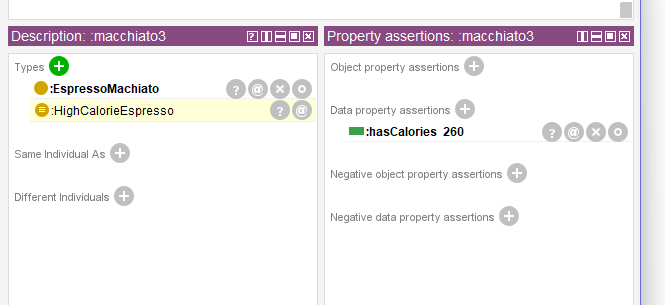 Description: :macchiato3
Types
:EspressoMachiato
:HighCalorieEspresso
Same Individual As
Different Individuals
Property assertions: :macchiato3
Object property assertions
Data property assertions
:hasCalories 260
Negative object property assertions
Negative data property assertions